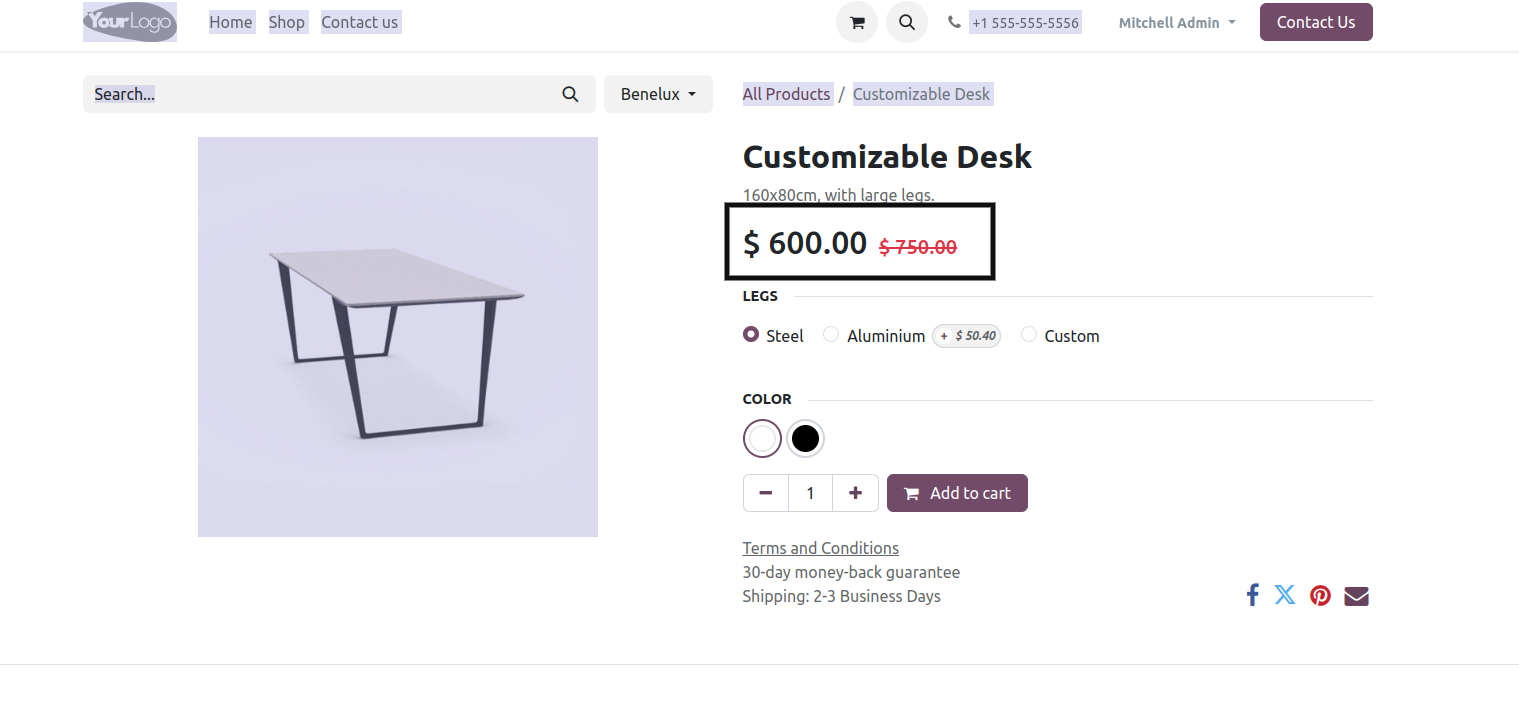 YourLogo Home Shop Contact us +1 555-555-5556 Mitchell Admin Contact Us
Search... Benelux All Products / Customizable Desk
Customizable Desk
160x80cm, with large legs.
$ 600.00 $ 750.00
LEGS
Steel Aluminium + $ 50.40 Custom
COLOR
1 Add to cart
Terms and Conditions
30-day money-back guarantee
Shipping: 2-3 Business Days